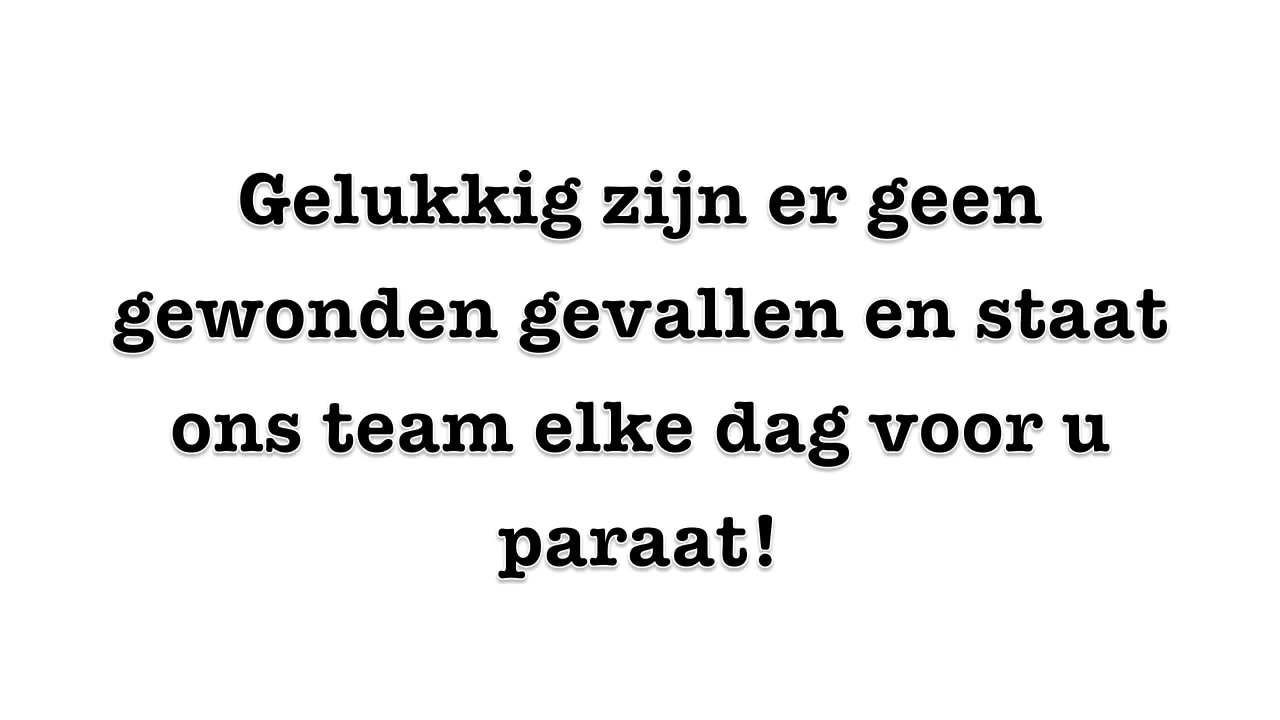 Gelukkig zijn er geen
gewonden gevallen en staat
ons team elke dag voor u
paraat!